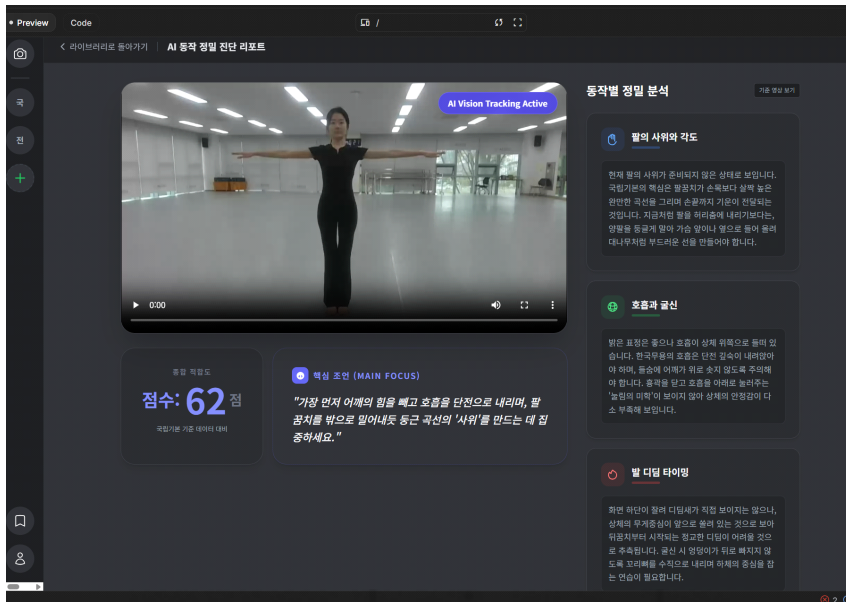 Preview
Code
/
라이브러리로 돌아가기
AI 동작 정밀 진단 리포트
국
전
AI Vision Tracking Active
0:00
종합 적합도
점수: 62 점
국립기본 기준 데이터 대비
핵심 조언 (MAIN FOCUS)
"가장 먼저 어깨의 힘을 빼고 호흡을 단전으로 내리며, 팔
꿈치를 밖으로 밀어내듯 둥근 곡선의 '사위'를 만드는 데 집
중하세요."
동작별 정밀 분석
기준 영상 보기
팔의 사위와 각도
현재 팔의 사위가 준비되지 않은 상태로 보입니다.
국립기본의 핵심은 팔꿈치가 손목보다 살짝 높은
완만한 곡선을 그리며 손끝까지 기운이 전달되는
것입니다. 지금처럼 팔을 허리춤에 내리기보다는,
양팔을 둥글게 말아 가슴 앞이나 옆으로 들어 올려
대나무처럼 부드러운 선을 만들어야 합니다.
호흡과 굴신
밝은 표정은 좋으나 호흡이 상체 위쪽으로 들떠 있
습니다. 한국무용의 호흡은 단전 깊숙이 내려앉아
야 하며, 들숨에 어깨가 위로 솟지 않도록 주의해
야 합니다. 흉곽을 닫고 호흡을 아래로 눌러주는
'눌림의 미학'이 보이지 않아 상체의 안정감이 다
소 부족해 보입니다.
발 디딤 타이밍
화면 하단이 잘려 디딤새가 직접 보이지는 않으나,
상체의 무게중심이 앞으로 쏠려 있는 것으로 보아
뒤꿈치부터 시작되는 정교한 디딤이 어려울 것으
로 추측됩니다. 굴신 시 엉덩이가 뒤로 빠지지 않
도록 꼬리뼈를 수직으로 내리며 하체의 중심을 잡
는 연습이 필요합니다.
2